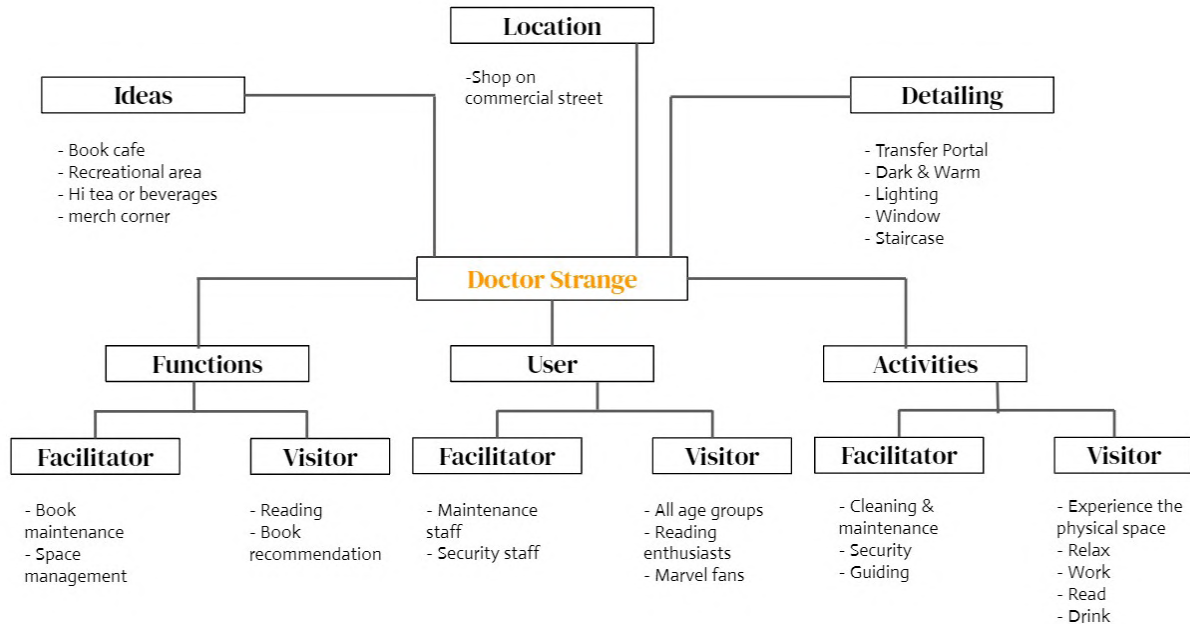 Location
-Shop on
commercial street
Ideas
- Book cafe
- Recreational area
- Hi tea or beverages
- merch corner
Detailing
- Transfer Portal
- Dark & Warm
- Lighting
- Window
- Staircase
Doctor Strange
Functions
User
Activities
Facilitator
- Book
maintenance
- Space
management
Visitor
- Reading
- Book
recommendation
Facilitator
- Maintenance
staff
- Security staff
Visitor
- All age groups
- Reading
enthusiasts
- Marvel fans
Facilitator
- Cleaning &
maintenance
- Security
- Guiding
Visitor
- Experience the
physical space
- Relax
- Work
- Read
- Drink